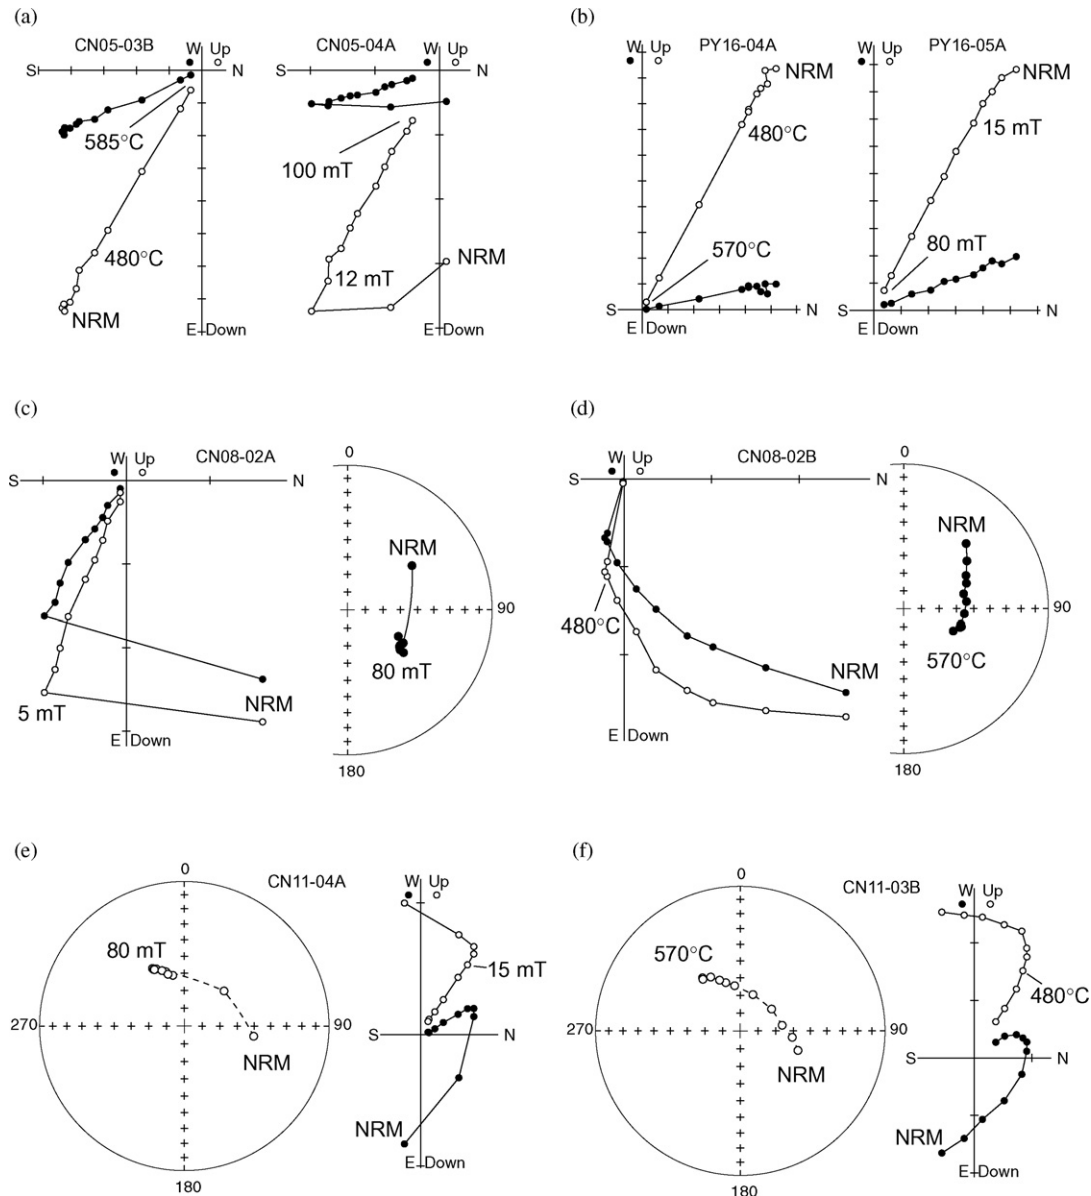 (a)
CN05-03B
W Up
S
N
585°C
480°C
NRM
E Down
CN05-04A
W Up
N
100 mT
NRM
12 mT
E Down
(b)
PY16-04A
W Up
NRM
480°C
570°C
S
N
E Down
PY16-05A
W Up
NRM
15 mT
80 mT
S
N
E Down
(c)
CN08-02A
W Up
S
N
NRM
5 mT
E Down
0
NRM
90
80 mT
180
(d)
CN08-02B
W Up
S
N
480°C
NRM
E Down
0
NRM
90
570°C
180
(e)
CN11-04A
0
80 mT
270
90
NRM
180
W Up
15 mT
S
N
NRM
E Down
(f)
CN11-03B
0
570°C
270
90
NRM
180
W Up
480°C
S
N
NRM
E Down